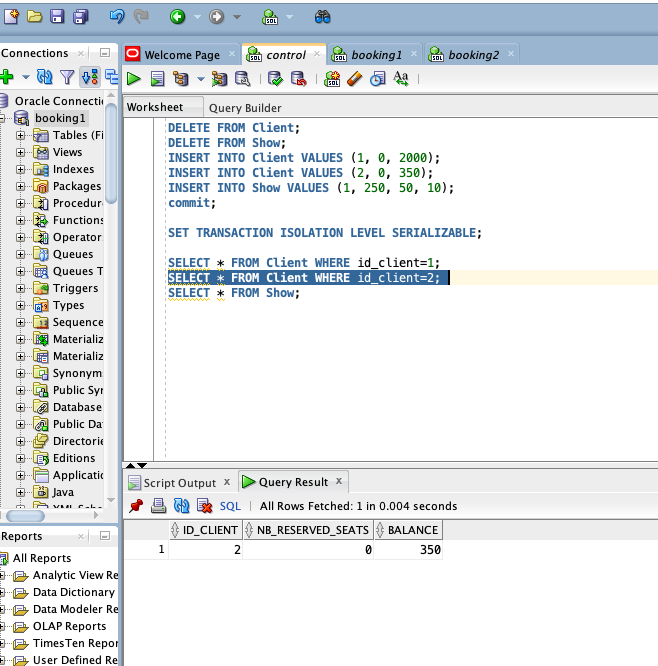 Connections
Welcome Page
control
booking1
booking2
Worksheet
Query Builder
Oracle Connecti
booking1
Tables (Fi
Views
Indexes
Packages
Procedur
Functions
Operator
Queues
Queues T
Triggers
Types
Sequence
Materializ
Materializ
Synonym
Public Syr
Database
Public Da
Directorie
Editions
Applicatic
Java
DELETE FROM Client;
DELETE FROM Show;
INSERT INTO Client VALUES (1, 0, 2000);
INSERT INTO Client VALUES (2, 0, 350);
INSERT INTO Show VALUES (1, 250, 50, 10);
commit;
SET TRANSACTION ISOLATION LEVEL SERIALIZABLE;
SELECT * FROM Client WHERE id_client=1;
SELECT * FROM Client WHERE id_client=2;
SELECT * FROM Show;
Script Output x
Query Result x
SQL | All Rows Fetched: 1 in 0.004 seconds
ID_CLIENT NB_RESERVED_SEATS BALANCE
1 2 0 350
Reports
All Reports
Analytic View Re
Data Dictionary
Data Modeler Re
OLAP Reports
TimesTen Repor
User Defined Re